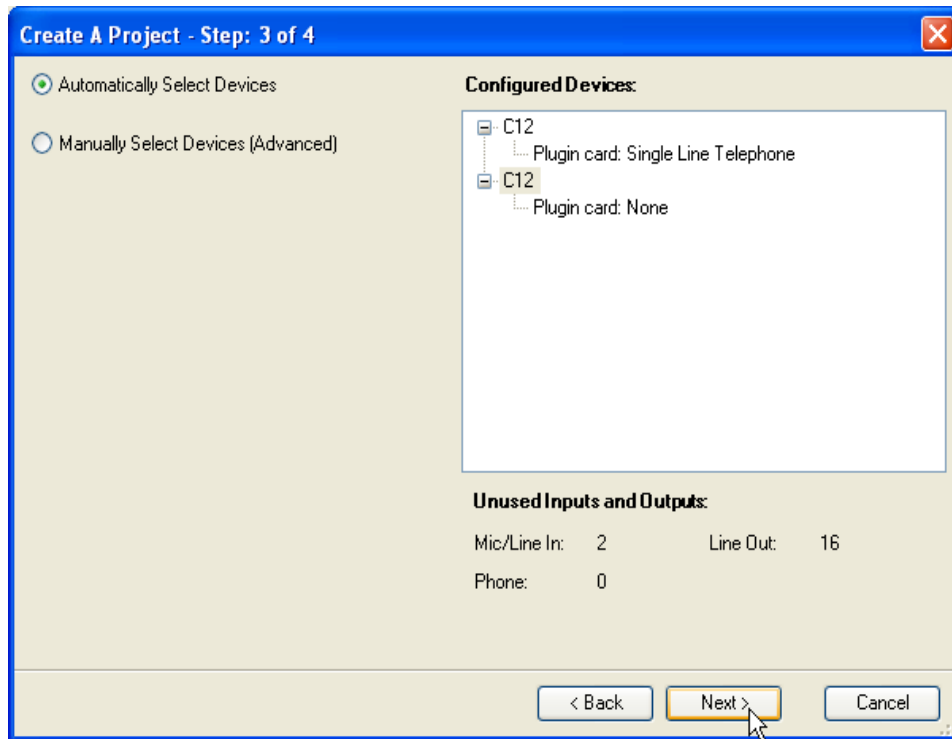 Create A Project - Step: 3 of 4
Automatically Select Devices
Manually Select Devices (Advanced)
Configured Devices:
C12
Plugin card: Single Line Telephone
C12
Plugin card: None
Unused Inputs and Outputs:
Mic/Line In: 2 Line Out: 16
Phone: 0
< Back Next > Cancel